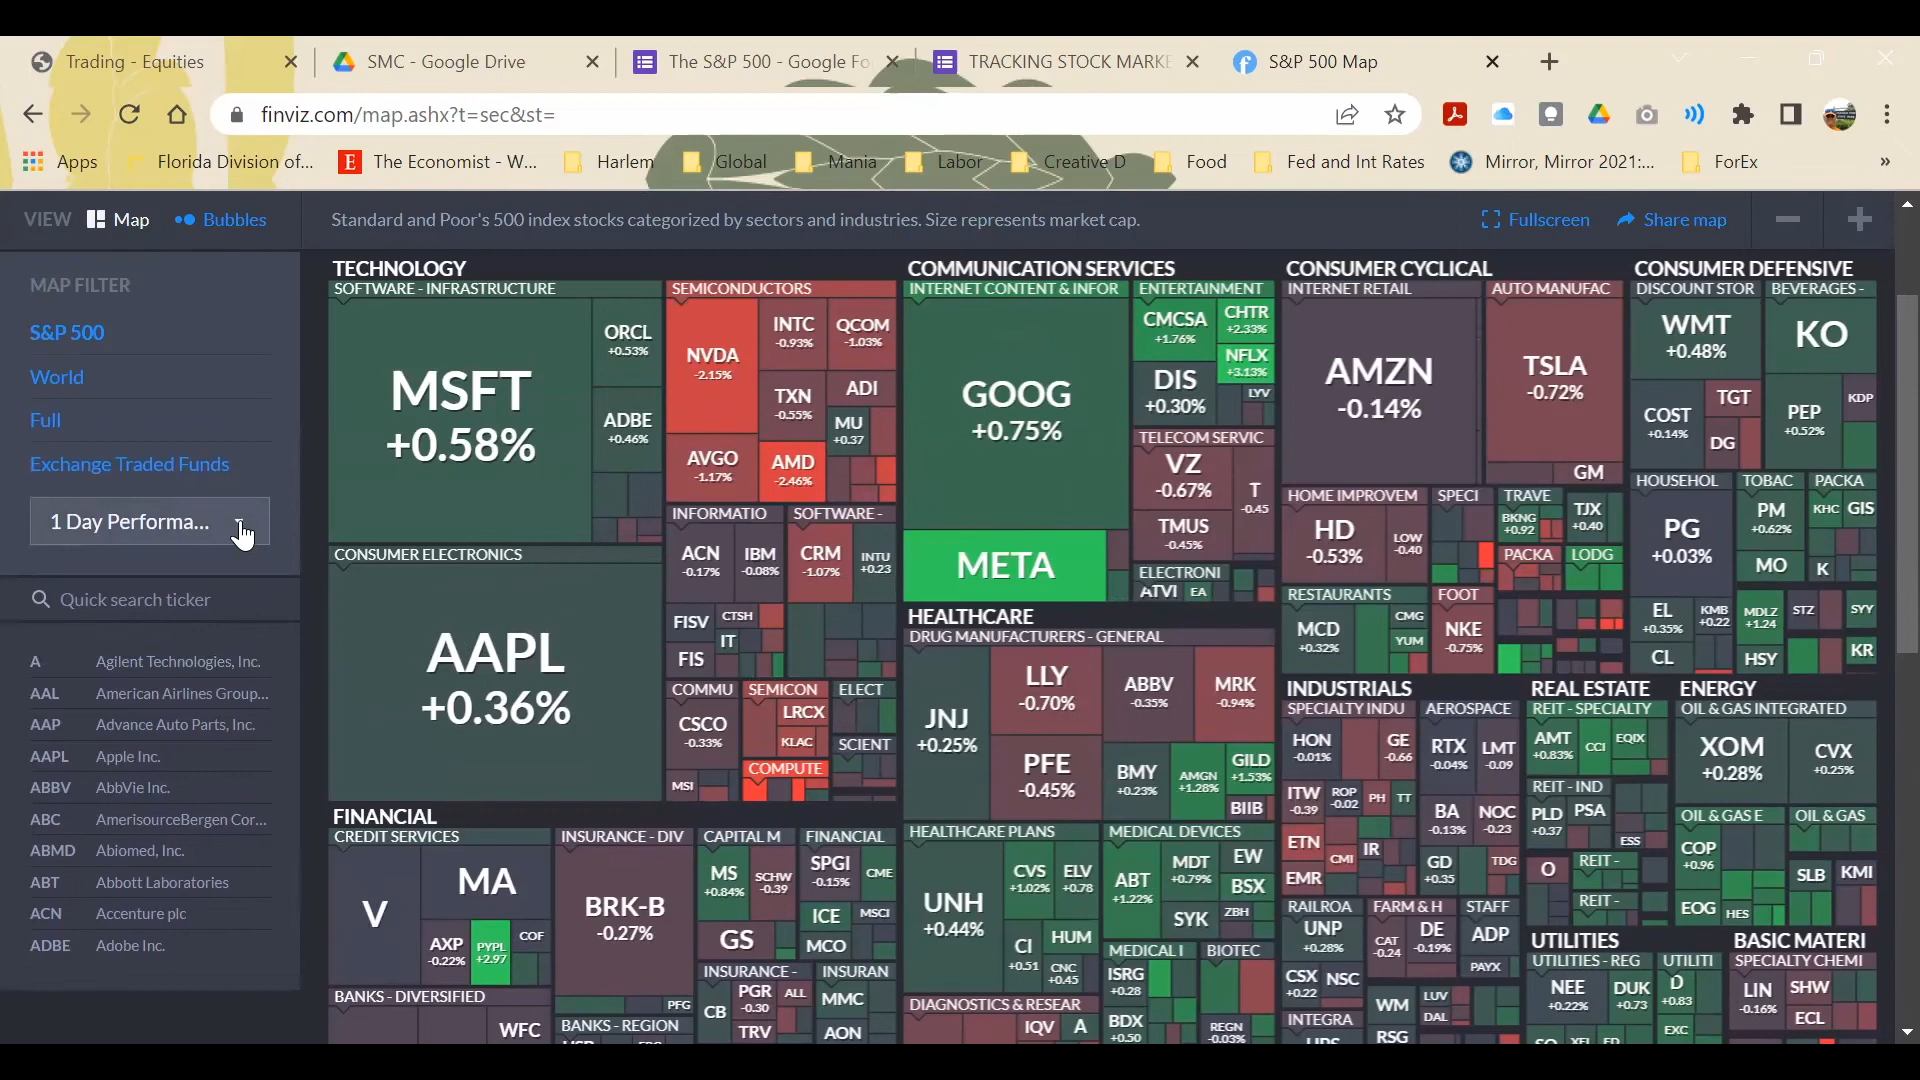 Trading - Equities
SMC - Google Drive
The S&P 500 - Google Fo
TRACKING STOCK MARKE
S&P 500 Map
finviz.com/map.ashx?t=sec&st=
Apps
Florida Division of...
The Economist - W...
Harlem
Global
Mania
Labor
Creative D
Food
Fed and Int Rates
Mirror, Mirror 2021:...
ForEx
»
VIEW
Map
Bubbles
Standard and Poor's 500 index stocks categorized by sectors and industries. Size represents market cap.
Fullscreen
Share map
MAP FILTER
S&P 500
World
Full
Exchange Traded Funds
1 Day Performa...
Quick search ticker
A Agilent Technologies, Inc.
AAL American Airlines Group...
AAP Advance Auto Parts, Inc.
AAPL Apple Inc.
ABBV AbbVie Inc.
ABC AmerisourceBergen Cor...
ABMD Abiomed, Inc.
ABT Abbott Laboratories
ACN Accenture plc
ADBE Adobe Inc.
TECHNOLOGY
SOFTWARE - INFRASTRUCTURE
MSFT
+0.58%
ORCL
+0.53%
ADBE
+0.46%
SEMICONDUCTORS
NVDA
-2.15%
INTC
-0.93%
QCOM
-1.03%
TXN
-0.55%
ADI
MU
+0.37
AVGO
-1.17%
AMD
-2.46%
CONSUMER ELECTRONICS
AAPL
+0.36%
INFORMATIO
ACN
-0.17%
IBM
-0.08%
FISV
CTSH
IT
FIS
SOFTWARE -
CRM
-1.07%
INTU
+0.23
COMMU
CSCO
-0.33%
MSI
SEMICON
LRCX
KLAC
COMPUTE
ELECT
SCIENT
COMMUNICATION SERVICES
INTERNET CONTENT & INFOR
GOOG
+0.75%
META
ENTERTAINMENT
CMCSA
+1.76%
CHTR
+2.33%
NFLX
+3.13%
DIS
+0.30%
LYV
TELECOM SERVIC
VZ
-0.67%
T
-0.45
TMUS
-0.45%
ELECTRONI
ATVI
EA
CONSUMER CYCLICAL
INTERNET RETAIL
AMZN
-0.14%
AUTO MANUFAC
TSLA
-0.72%
GM
HOME IMPROVEM
HD
-0.53%
LOW
-0.40
SPECI
TRAVE
BKNG
+0.92
TJX
+0.40
PACKA
LODG
RESTAURANTS
MCD
+0.32%
CMG
YUM
FOOT
NKE
-0.75%
CONSUMER DEFENSIVE
DISCOUNT STOR
WMT
+0.48%
COST
+0.14%
TGT
DG
BEVERAGES -
KO
PEP
+0.52%
KDP
HOUSEHOL
PG
+0.03%
EL
+0.35%
KMB
+0.22
CL
TOBAC
PM
+0.62%
MO
PACKA
KHC
GIS
K
MDLZ
+1.24
STZ
SYY
HSY
KR
HEALTHCARE
DRUG MANUFACTURERS - GENERAL
JNJ
+0.25%
LLY
-0.70%
ABBV
-0.35%
MRK
-0.94%
PFE
-0.45%
BMY
+0.23%
AMGN
+1.28%
GILD
+1.53%
BIIB
HEALTHCARE PLANS
UNH
+0.44%
CVS
+1.02%
ELV
+0.78
CI
+0.51
HUM
CNC
+0.45
MEDICAL DEVICES
ABT
+1.22%
MDT
+0.79%
EW
BSX
SYK
ZBH
MEDICAL I
ISRG
+0.28
BDX
+0.50
BIOTEC
REGN
-0.03%
DIAGNOSTICS & RESEAR
IQV
A
FINANCIAL
CREDIT SERVICES
V
MA
AXP
-0.22%
PYPL
+2.97
COF
BANKS - DIVERSIFIED
WFC
INSURANCE - DIV
BRK-B
-0.27%
PFG
BANKS - REGION
CAPITAL M
MS
+0.84%
SCHW
-0.39
GS
FINANCIAL
SPGI
-0.15%
CME
ICE
MSCI
MCO
INSURANCE -
CB
PGR
-0.30
ALL
TRV
INSURAN
MMC
AON
INDUSTRIALS
SPECIALTY INDU
HON
-0.01%
GE
-0.66
ITW
-0.39
ROP
-0.02
PH
TT
ETN
CMI
IR
EMR
AEROSPACE
RTX
-0.04%
LMT
-0.09
BA
-0.13%
NOC
-0.23
GD
+0.35
TDG
RAILROA
UNP
+0.28%
CSX
+0.22
NSC
FARM & H
CAT
-0.24
DE
-0.19%
STAFF
ADP
PAYX
INTEGRA
UPS
WM
RSG
LUV
DAL
REAL ESTATE
REIT - SPECIALTY
AMT
+0.83%
CCI
EQIX
REIT - IND
PLD
+0.37
PSA
ESS
O
REIT -
REIT -
ENERGY
OIL & GAS INTEGRATED
XOM
+0.28%
CVX
+0.25%
OIL & GAS E
COP
+0.96
EOG
HES
OIL & GAS
SLB
KMI
UTILITIES
UTILITIES - REG
NEE
+0.22%
DUK
+0.73
SO
XEL
ED
UTILITI
D
+0.83
EXC
BASIC MATERI
SPECIALTY CHEMI
LIN
-0.16%
SHW
ECL